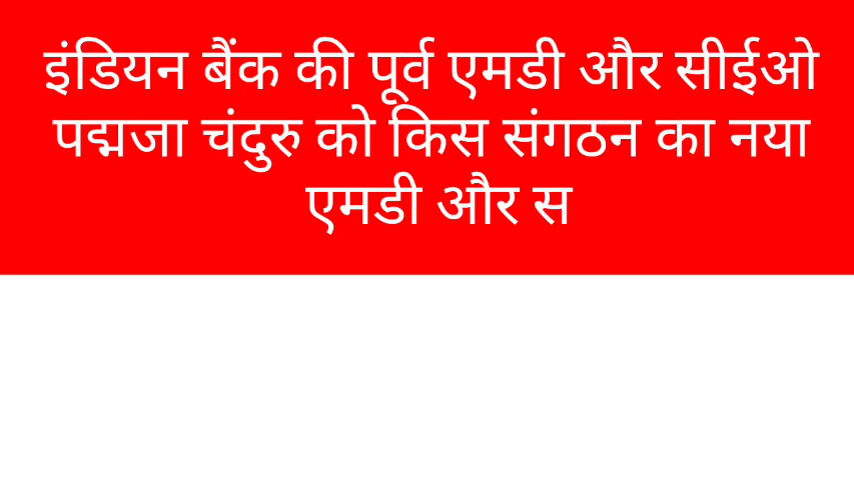 इंडियन बैंक की पूर्व एमडी और सीईओ
पद्मजा चंदुरु को किस संगठन का नया
एमडी और स